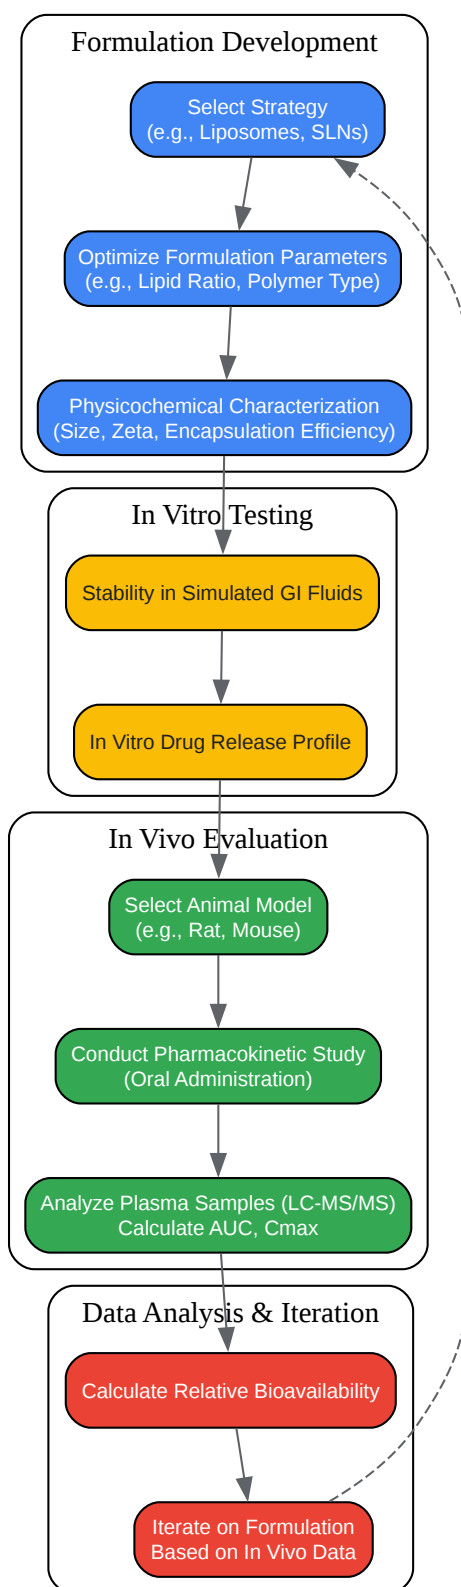 Formulation Development
Select Strategy
(e.g., Liposomes, SLNs)
Optimize Formulation Parameters
(e.g., Lipid Ratio, Polymer Type)
Physicochemical Characterization
(Size, Zeta, Encapsulation Efficiency)
In Vitro Testing
Stability in Simulated GI Fluids
In Vitro Drug Release Profile
In Vivo Evaluation
Select Animal Model
(e.g., Rat, Mouse)
Conduct Pharmacokinetic Study
(Oral Administration)
Analyze Plasma Samples (LC-MS/MS)
Calculate AUC, Cmax
Data Analysis & Iteration
Calculate Relative Bioavailability
Iterate on Formulation
Based on In Vivo Data